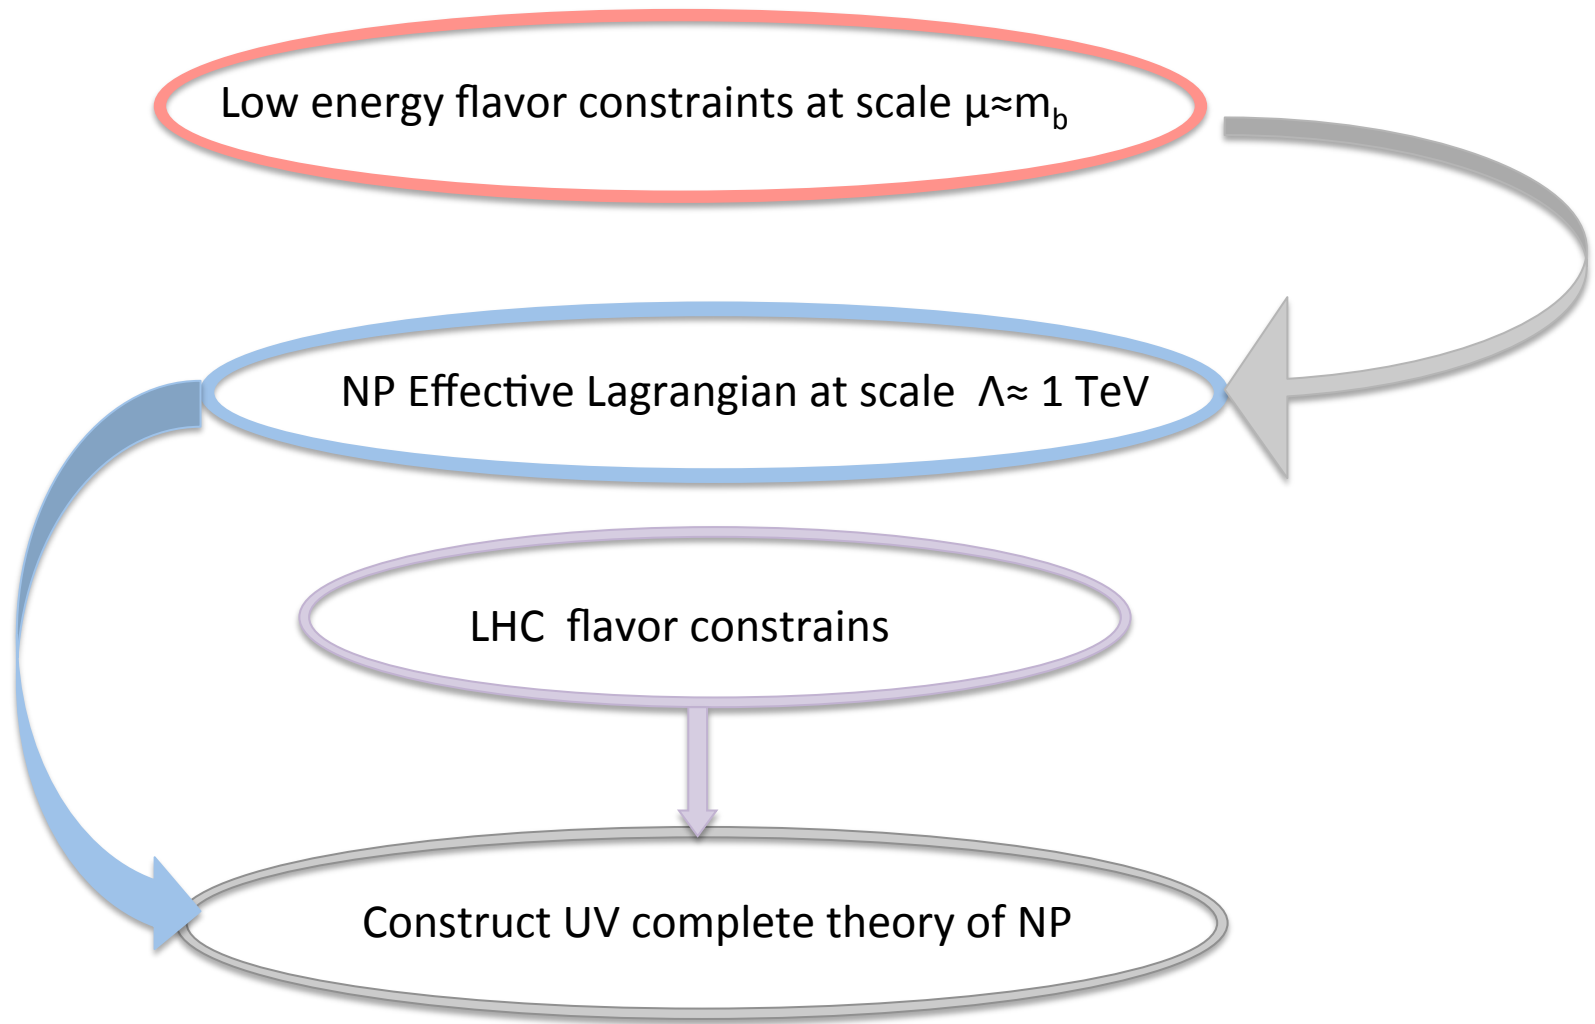 Low energy flavor constraints at scale μ≈m_b
NP Effective Lagrangian at scale Λ≈ 1 TeV
LHC flavor constrains
Construct UV complete theory of NP